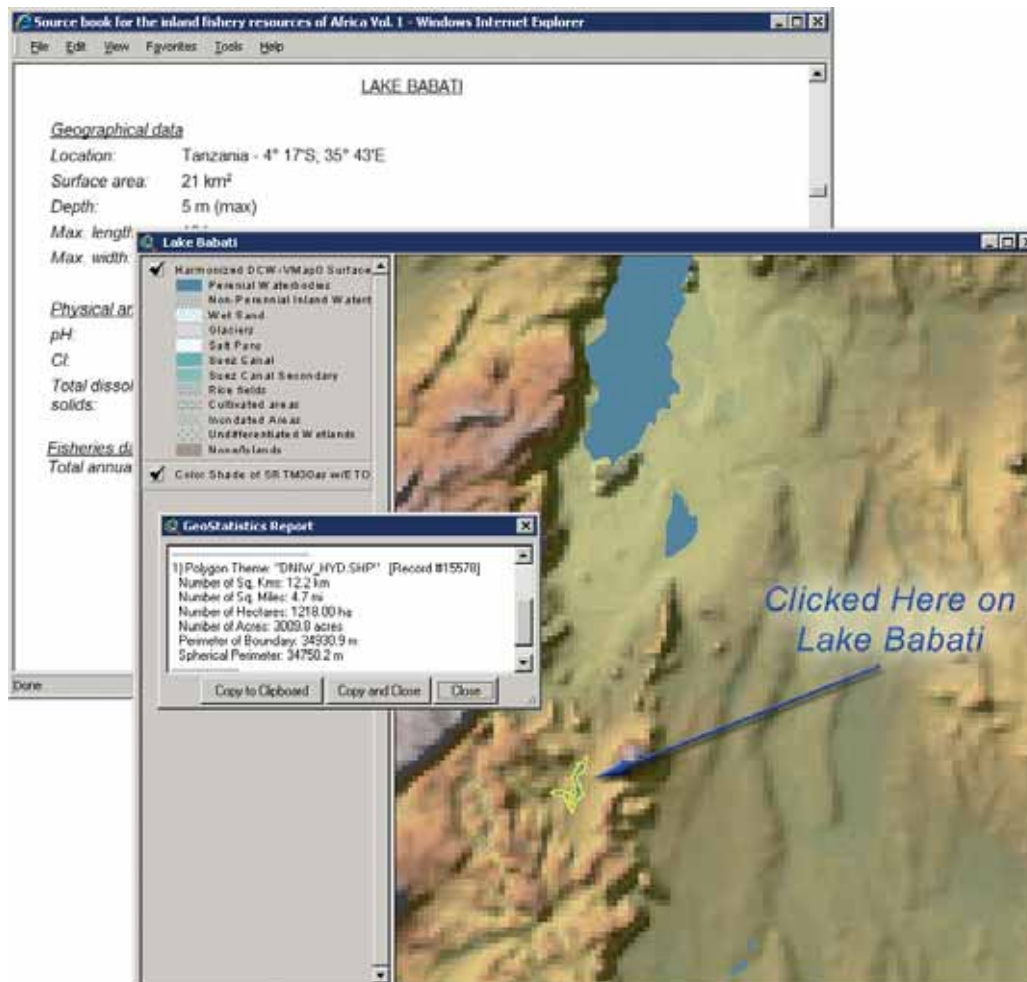 Source book for the inland fishery resources of Africa Vol. 1 - Windows Internet Explorer
File Edit View Favorites Tools Help
LAKE BABATI
Geographical data
Location: Tanzania - 4° 17'S; 35° 43'E
Surface area: 21 km²
Depth: 5 m (max)
Max. length:
Max. width:
Physical
pH:
Cl:
Total
solids:
Fisheries
Total
Done
Lake Babati
Harmonized DCW-VMap0 Surface
Perenial Waterbodies
Non-Perennial Inland Watert
Wet Sand
Glaciers
Salt Pans
Suez Canal
Suez Canal Secondary
Rice fields
Cultivated areas
Inondated Areas
Undifferentiated Wetlands
None/Islands
Color Shade of SRTM30as w/ETO
GeoStatistics Report
1) Polygon Theme: "DNIW_HYD.SHP" [Record #15578]
Number of Sq. Kms: 12.2 km
Number of Sq. Miles: 4.7 mi
Number of Hectares: 1218.00 ha
Number of Acres: 3009.8 acres
Perimeter of Boundary: 34930.9 m
Spherical Perimeter: 34750.2 m
Copy to Clipboard Copy and Close Close
Clicked Here on
Lake Babati